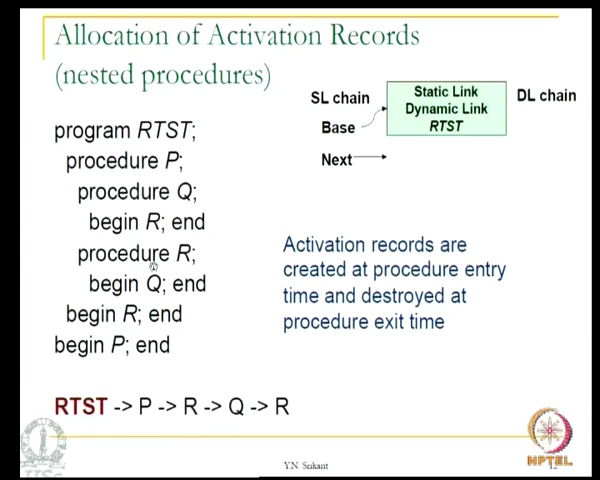 Allocation of Activation Records
(nested procedures)
SL chain
Static Link
Dynamic Link
RTST
DL chain
Base
Next
program RTST;
procedure P;
procedure Q;
begin R; end
procedure R;
begin Q; end
begin R; end
begin P; end
Activation records are
created at procedure entry
time and destroyed at
procedure exit time
RTST -> P -> R -> Q -> R
Y.N. Srikant
12
NPTEL